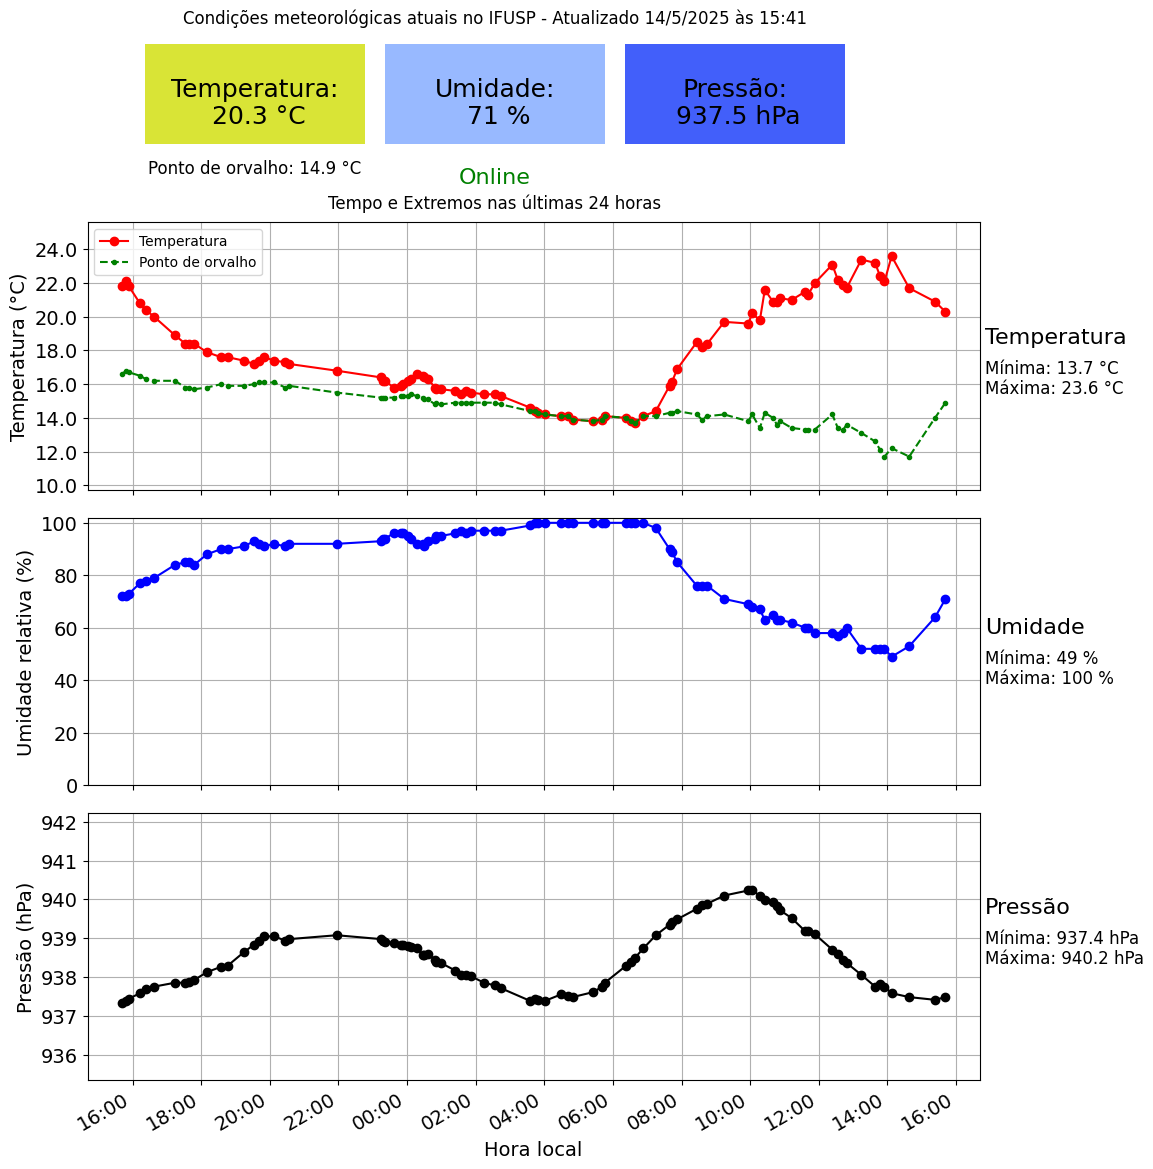 Condições meteorológicas atuais no IFUSP - Atualizado 14/5/2025 às 15:41
Temperatura:
20.3 °C
Umidade:
71 %
Pressão:
937.5 hPa
Ponto de orvalho: 14.9 °C
Online
Tempo e Extremos nas últimas 24 horas
Temperatura
Ponto de orvalho
Temperatura (°C)
24.0
22.0
20.0
18.0
16.0
14.0
12.0
10.0
Temperatura
Mínima: 13.7 °C
Máxima: 23.6 °C
Umidade relativa (%)
100
80
60
40
20
0
Umidade
Mínima: 49 %
Máxima: 100 %
Pressão (hPa)
942
941
940
939
938
937
936
Pressão
Mínima: 937.4 hPa
Máxima: 940.2 hPa
16:00
18:00
20:00
22:00
00:00
02:00
04:00
06:00
08:00
10:00
12:00
14:00
16:00
Hora local